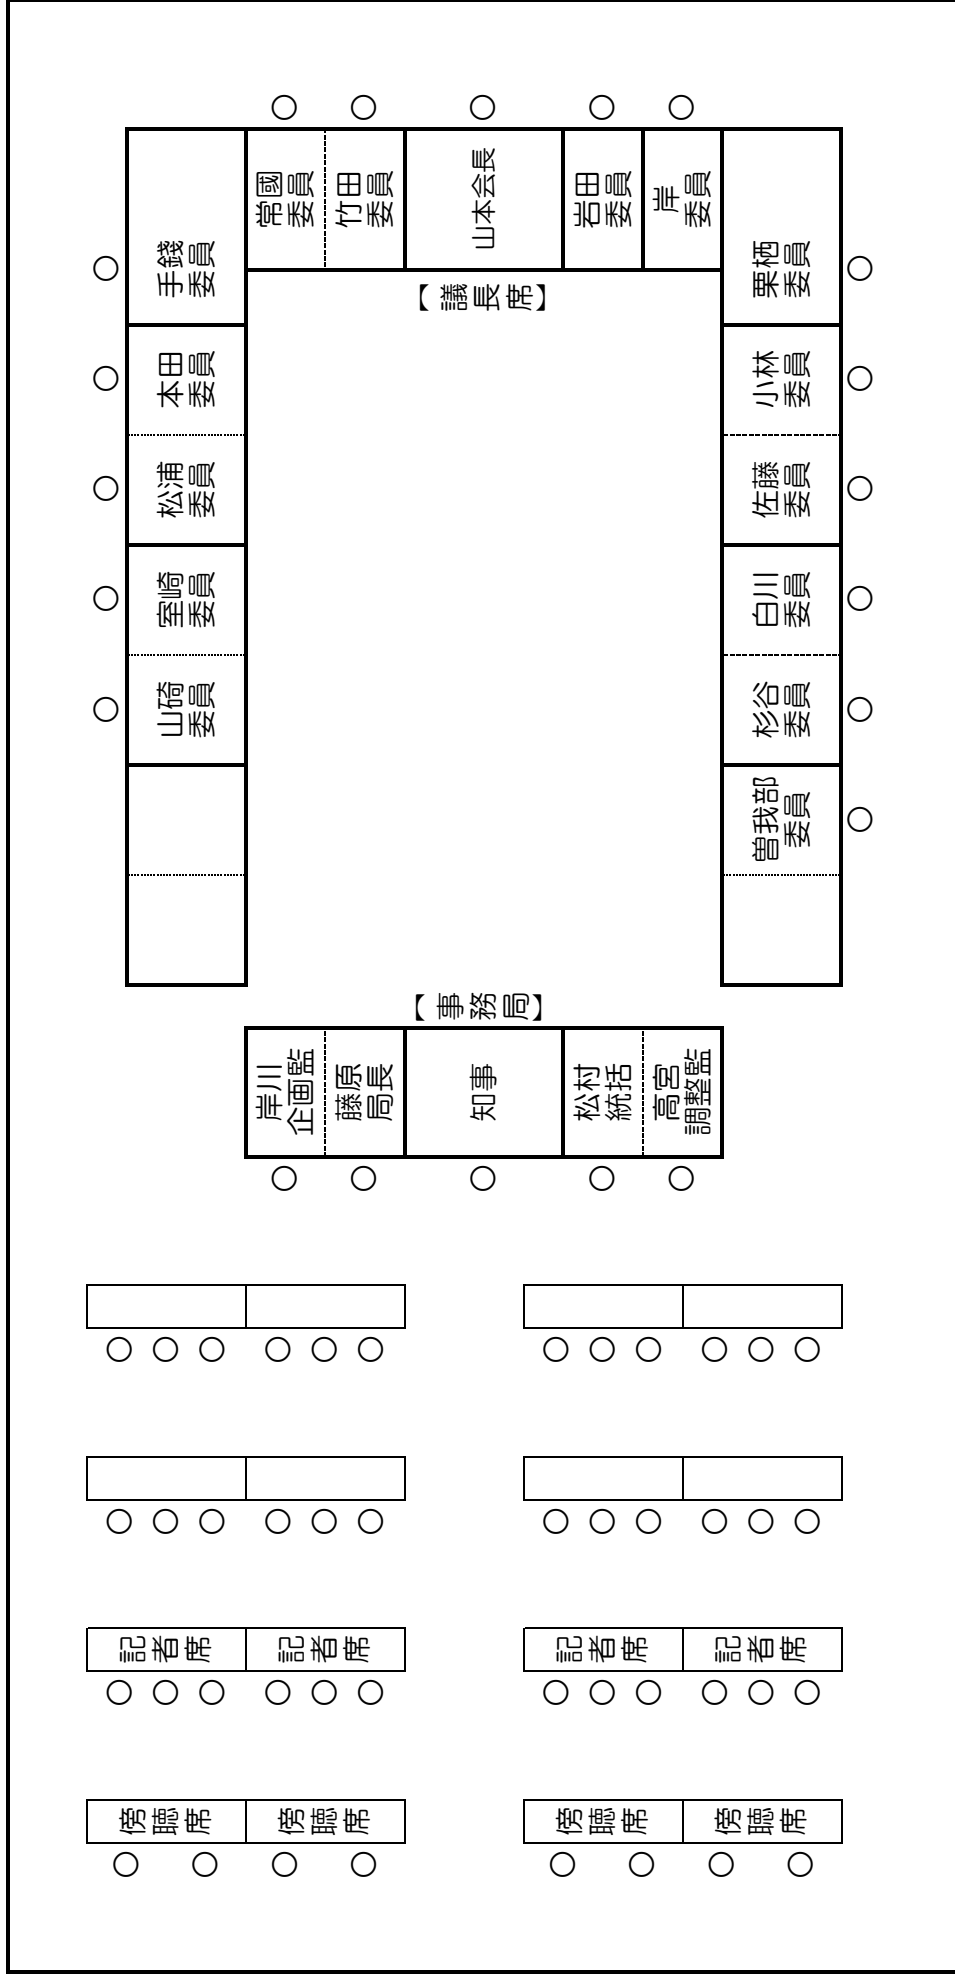 常國
委員
竹田
委員
山本会長
岩田
委員
岸
委員
手錢
委員
栗栖
委員
【 議長席】
本田
委員
小林
委員
松浦
委員
佐藤
委員
室崎
委員
白川
委員
山﨑
委員
杉谷
委員
曽我部
委員
【 事務局】
岸川
企画監
藤原
局長
知事
松村
統括
高宮
調整監
記者席
記者席
記者席
記者席
傍聴席
傍聴席
傍聴席
傍聴席